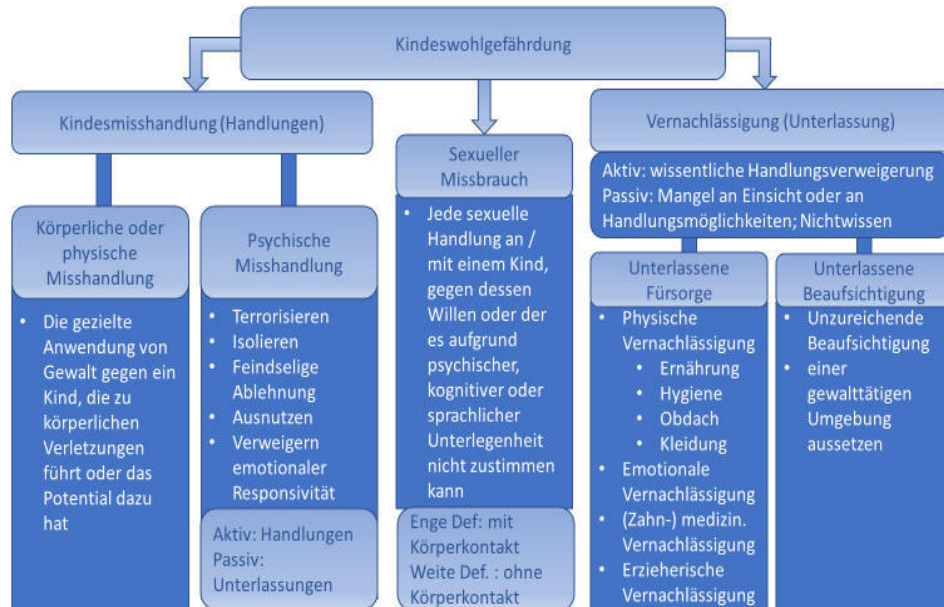 Kindeswohlgefährdung
Kindesmisshandlung (Handlungen)
Körperliche oder
physische
Misshandlung
• Die gezielte
Anwendung von
Gewalt gegen ein
Kind, die zu
körperlichen
Verletzungen
führt oder das
Potential dazu
hat
Psychische
Misshandlung
• Terrorisieren
• Isolieren
• Feindselige
Ablehnung
• Ausnutzen
• Verweigern
emotionaler
Responsivität
Aktiv: Handlungen
Passiv:
Unterlassungen
Sexueller
Missbrauch
• Jede sexuelle
Handlung an /
mit einem Kind,
gegen dessen
Willen oder der
es aufgrund
psychischer,
kognitiver oder
sprachlicher
Unterlegenheit
nicht zustimmen
kann
Enge Def: mit
Körperkontakt
Weite Def. : ohne
Körperkontakt
Vernachlässigung (Unterlassung)
Aktiv: wissentliche Handlungsverweigerung
Passiv: Mangel an Einsicht oder an
Handlungsmöglichkeiten; Nichtwissen
Unterlassene
Fürsorge
• Physische
Vernachlässigung
• Ernährung
• Hygiene
• Obdach
• Kleidung
• Emotionale
Vernachlässigung
• (Zahn-) medizin.
Vernachlässigung
• Erzieherische
Vernachlässigung
Unterlassene
Beaufsichtigung
• Unzureichende
Beaufsichtigung
• einer
gewalttätigen
Umgebung
aussetzen